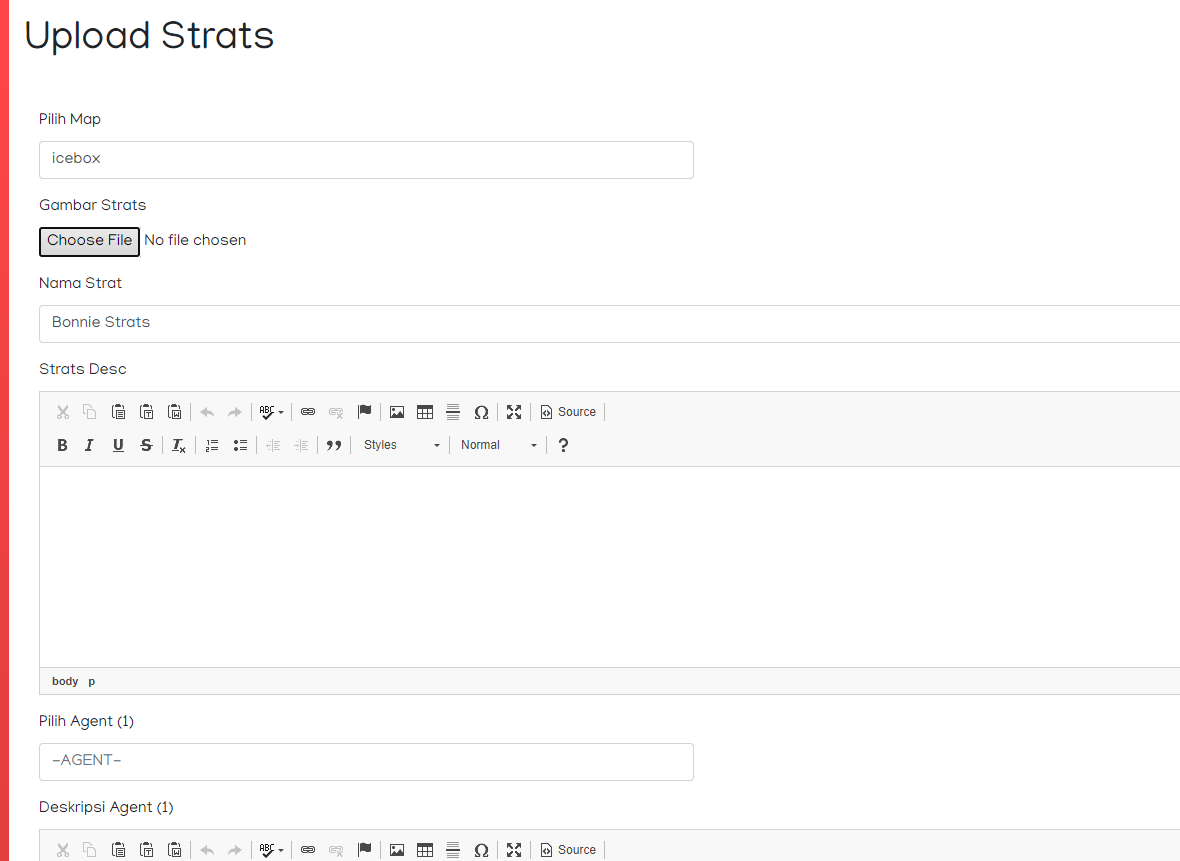 Upload Strats
Pilih Map
icebox
Gambar Strats
Choose File No file chosen
Nama Strat
Bonnie Strats
Strats Desc
ABC Ω Source
B I U S Tx Styles Normal ?
body p
Pilih Agent (1)
-AGENT-
Deskripsi Agent (1)
ABC Ω Source